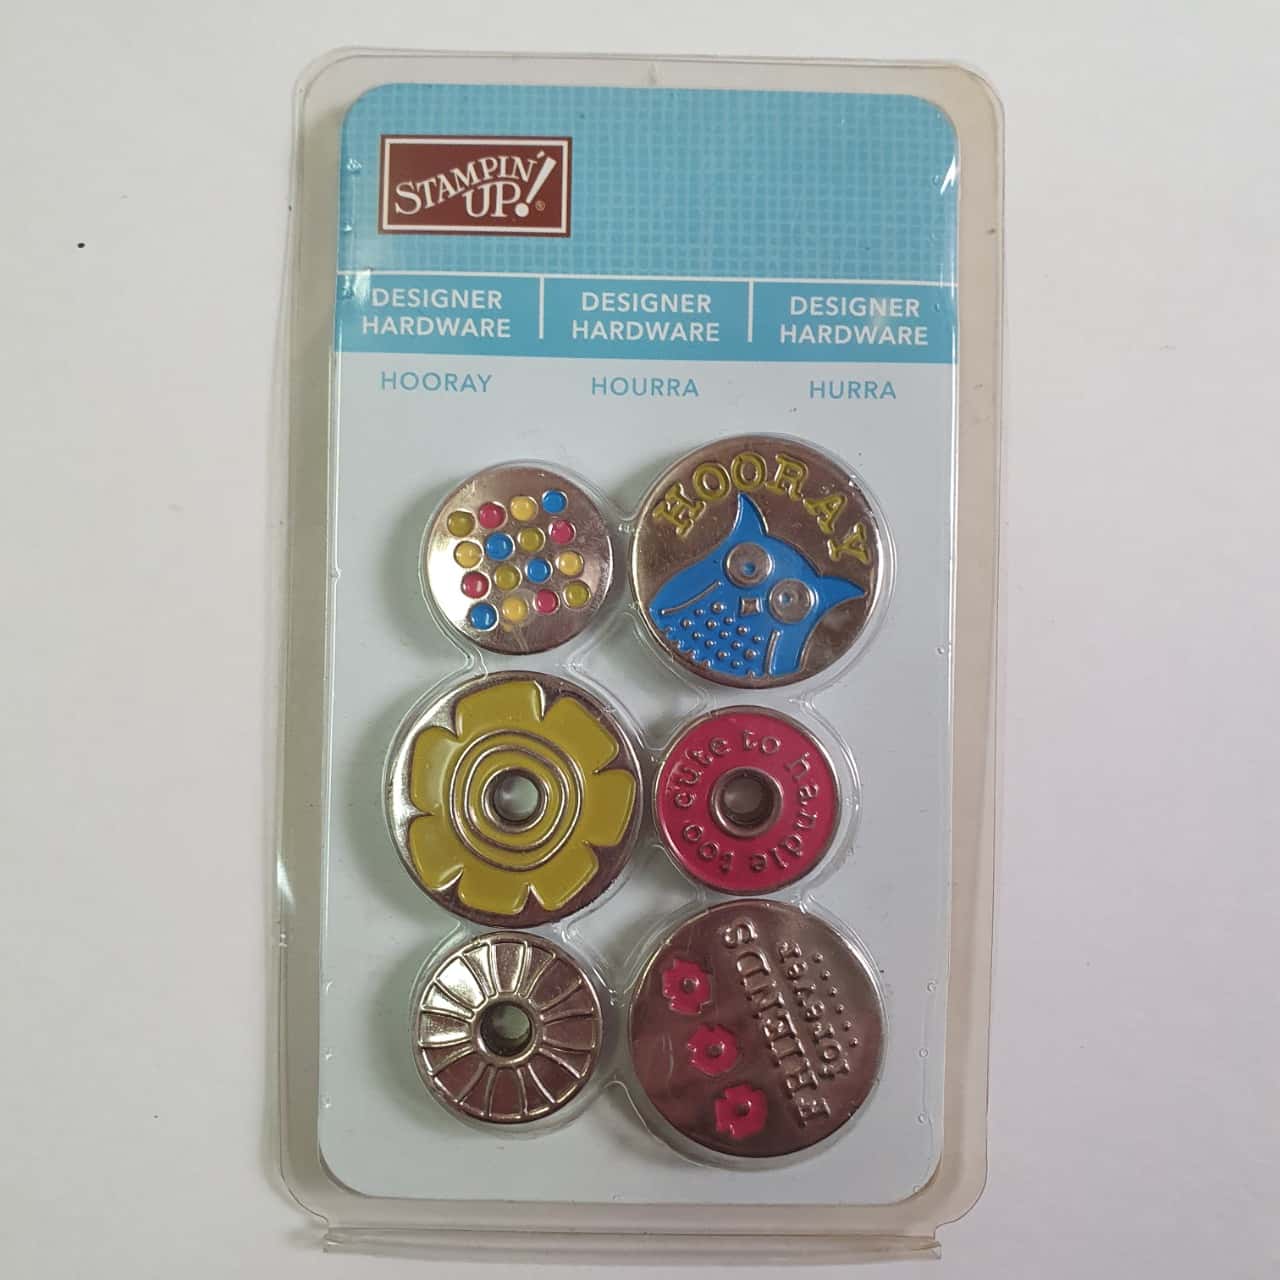 STAMPIN'
UP!®
DESIGNER
HARDWARE
DESIGNER
HARDWARE
DESIGNER
HARDWARE
HOORAY
HOURRA
HURRA
HOORAY
too cute to handle
FRIENDS
forever